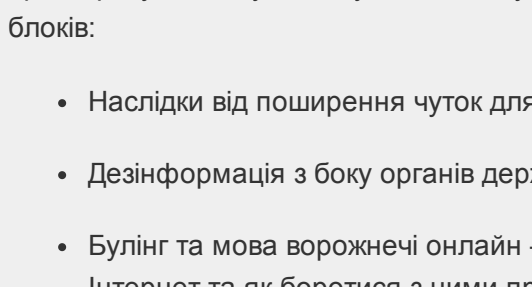 блоків:
• Наслідки від поширення чуток для
• Дезінформація з боку органів
• Булінг та мова ворожнечі онлайн -
Інтернет та як боротися з ними